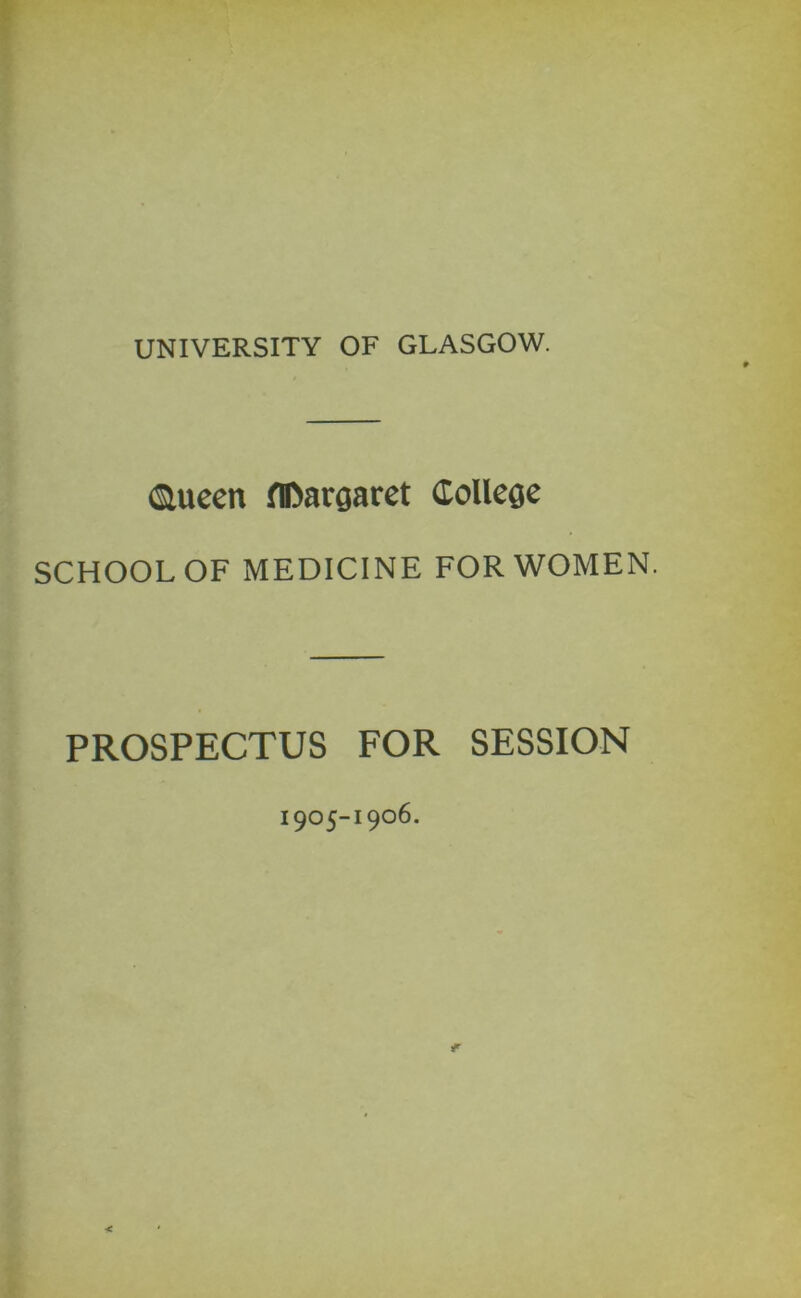 UNIVERSITY OF GLASGOW.
Queen Margaret College
SCHOOL OF MEDICINE FOR WOMEN.
PROSPECTUS FOR SESSION
1905-1906.